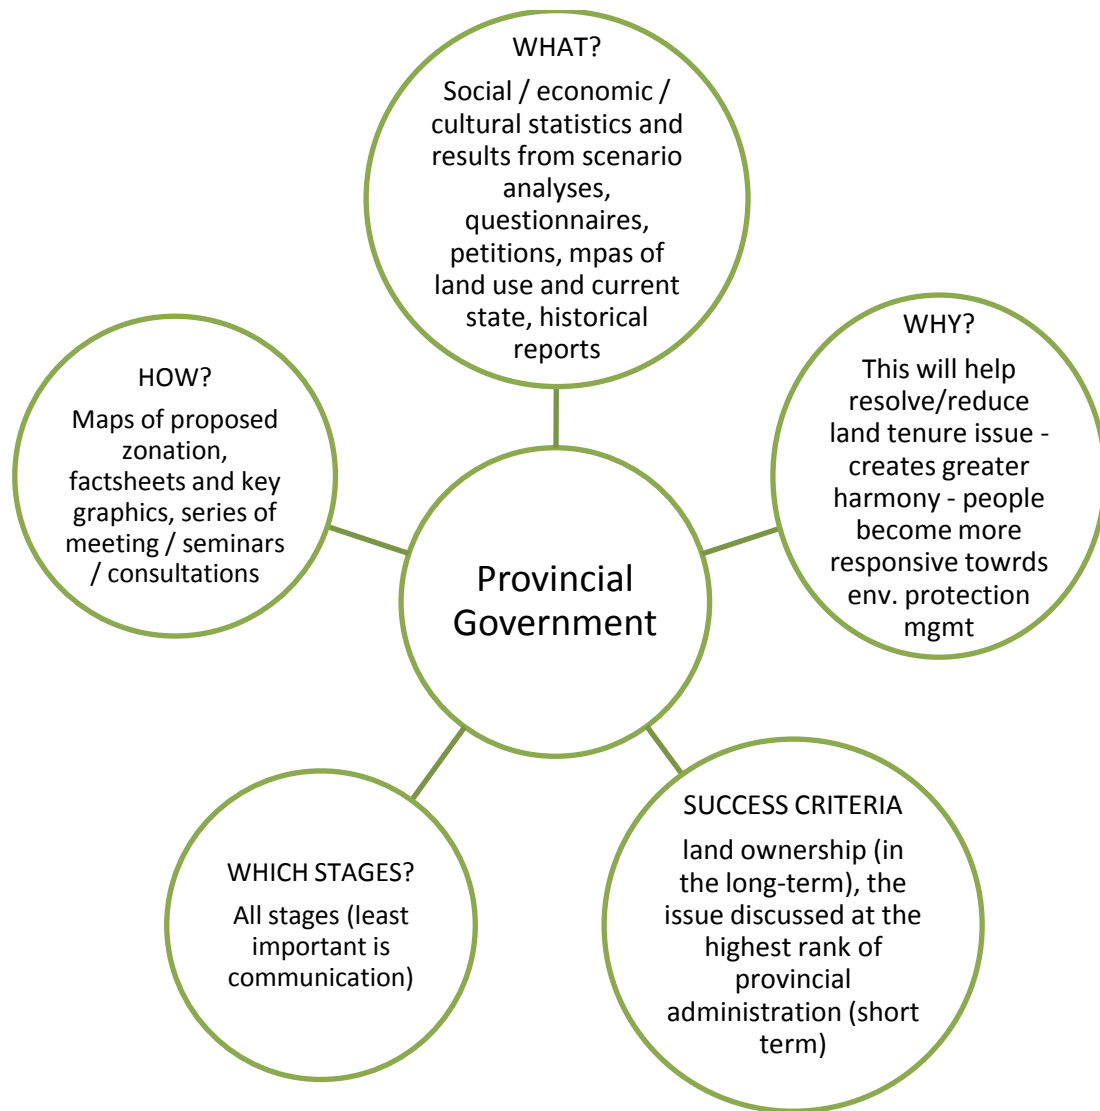 WHAT?
Social / economic /
cultural statistics and
results from scenario
analyses,
questionnaires,
petitions, mpas of
land use and current
state, historical
reports
WHY?
This will help
resolve/reduce
land tenure issue -
creates greater
harmony - people
become more
responsive towrds
env. protection
mgmt
HOW?
Maps of proposed
zonation,
factsheets and key
graphics, series of
meeting / seminars
/ consultations
Provincial
Government
SUCCESS CRITERIA
land ownership (in
the long-term), the
issue discussed at the
highest rank of
provincial
administration (short
term)
WHICH STAGES?
All stages (least
important is
communication)